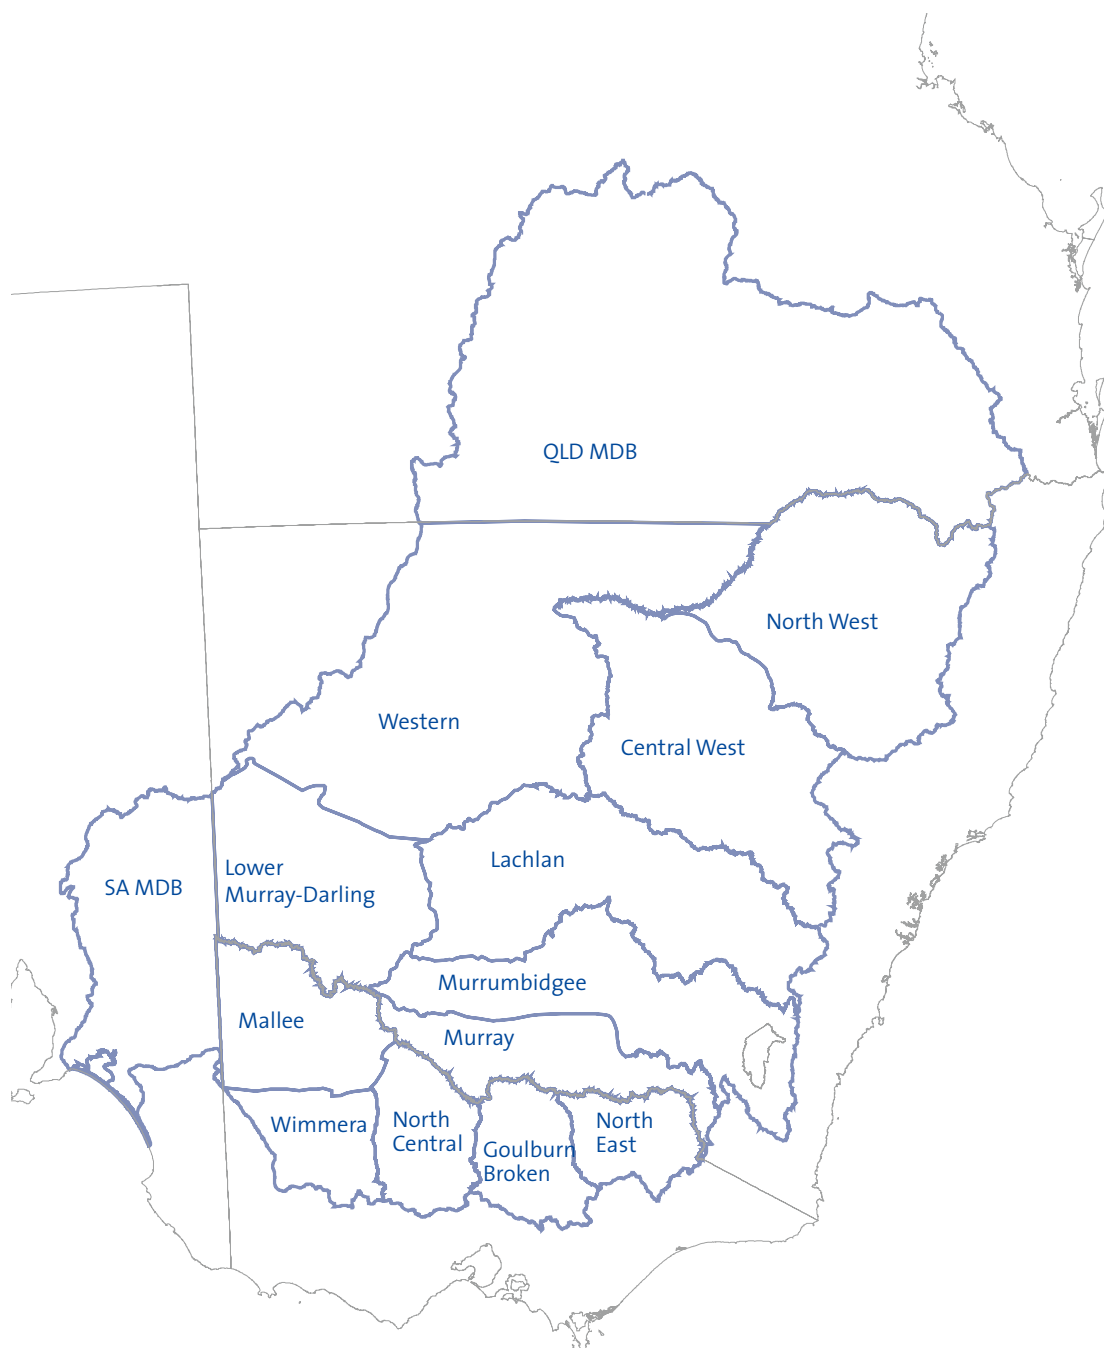 QLD MDB
North West
Western
Central West
Lachlan
Lower
Murray-Darling
SA MDB
Murrumbidgee
Mallee
Murray
Wimmera
North
Central
Goulburn
Broken
North
East